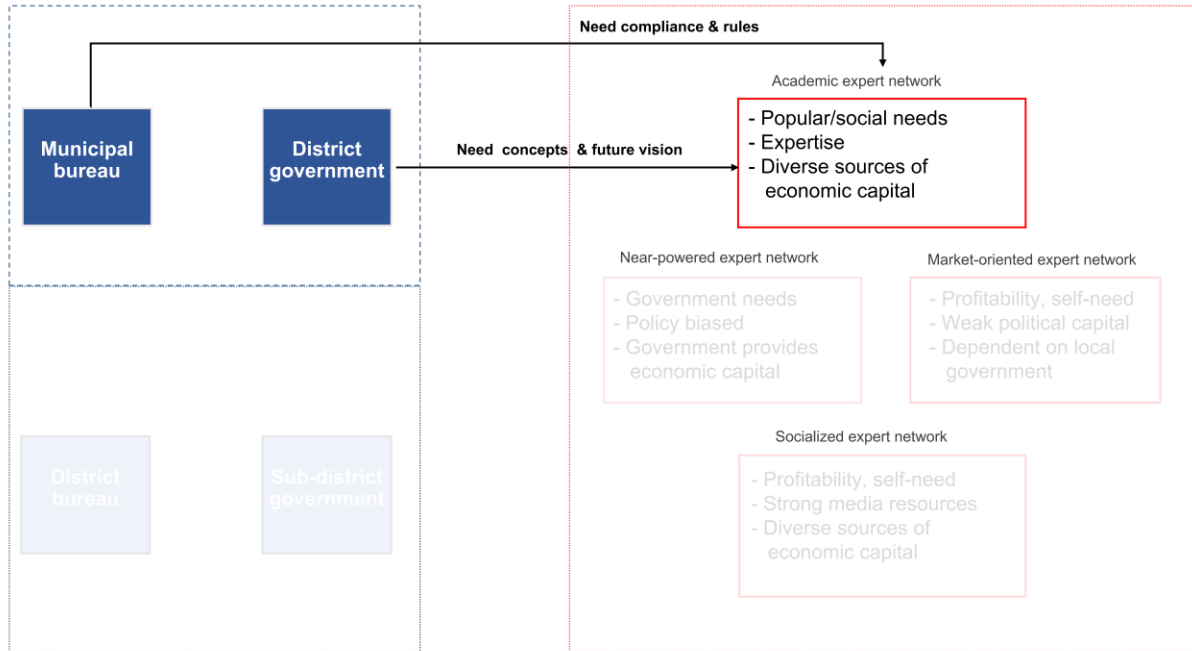 Need compliance & rules
Academic expert network
Municipal
bureau
District
government
Need concepts & future vision
- Popular/social needs
- Expertise
- Diverse sources of
economic capital
Near-powered expert network
- Government needs
- Policy biased
- Government provides
economic capital
Market-oriented expert network
- Profitability, self-need
- Weak political capital
- Dependent on local
government
District
bureau
Sub-district
government
Socialized expert network
- Profitability, self-need
- Strong media resources
- Diverse sources of
economic capital